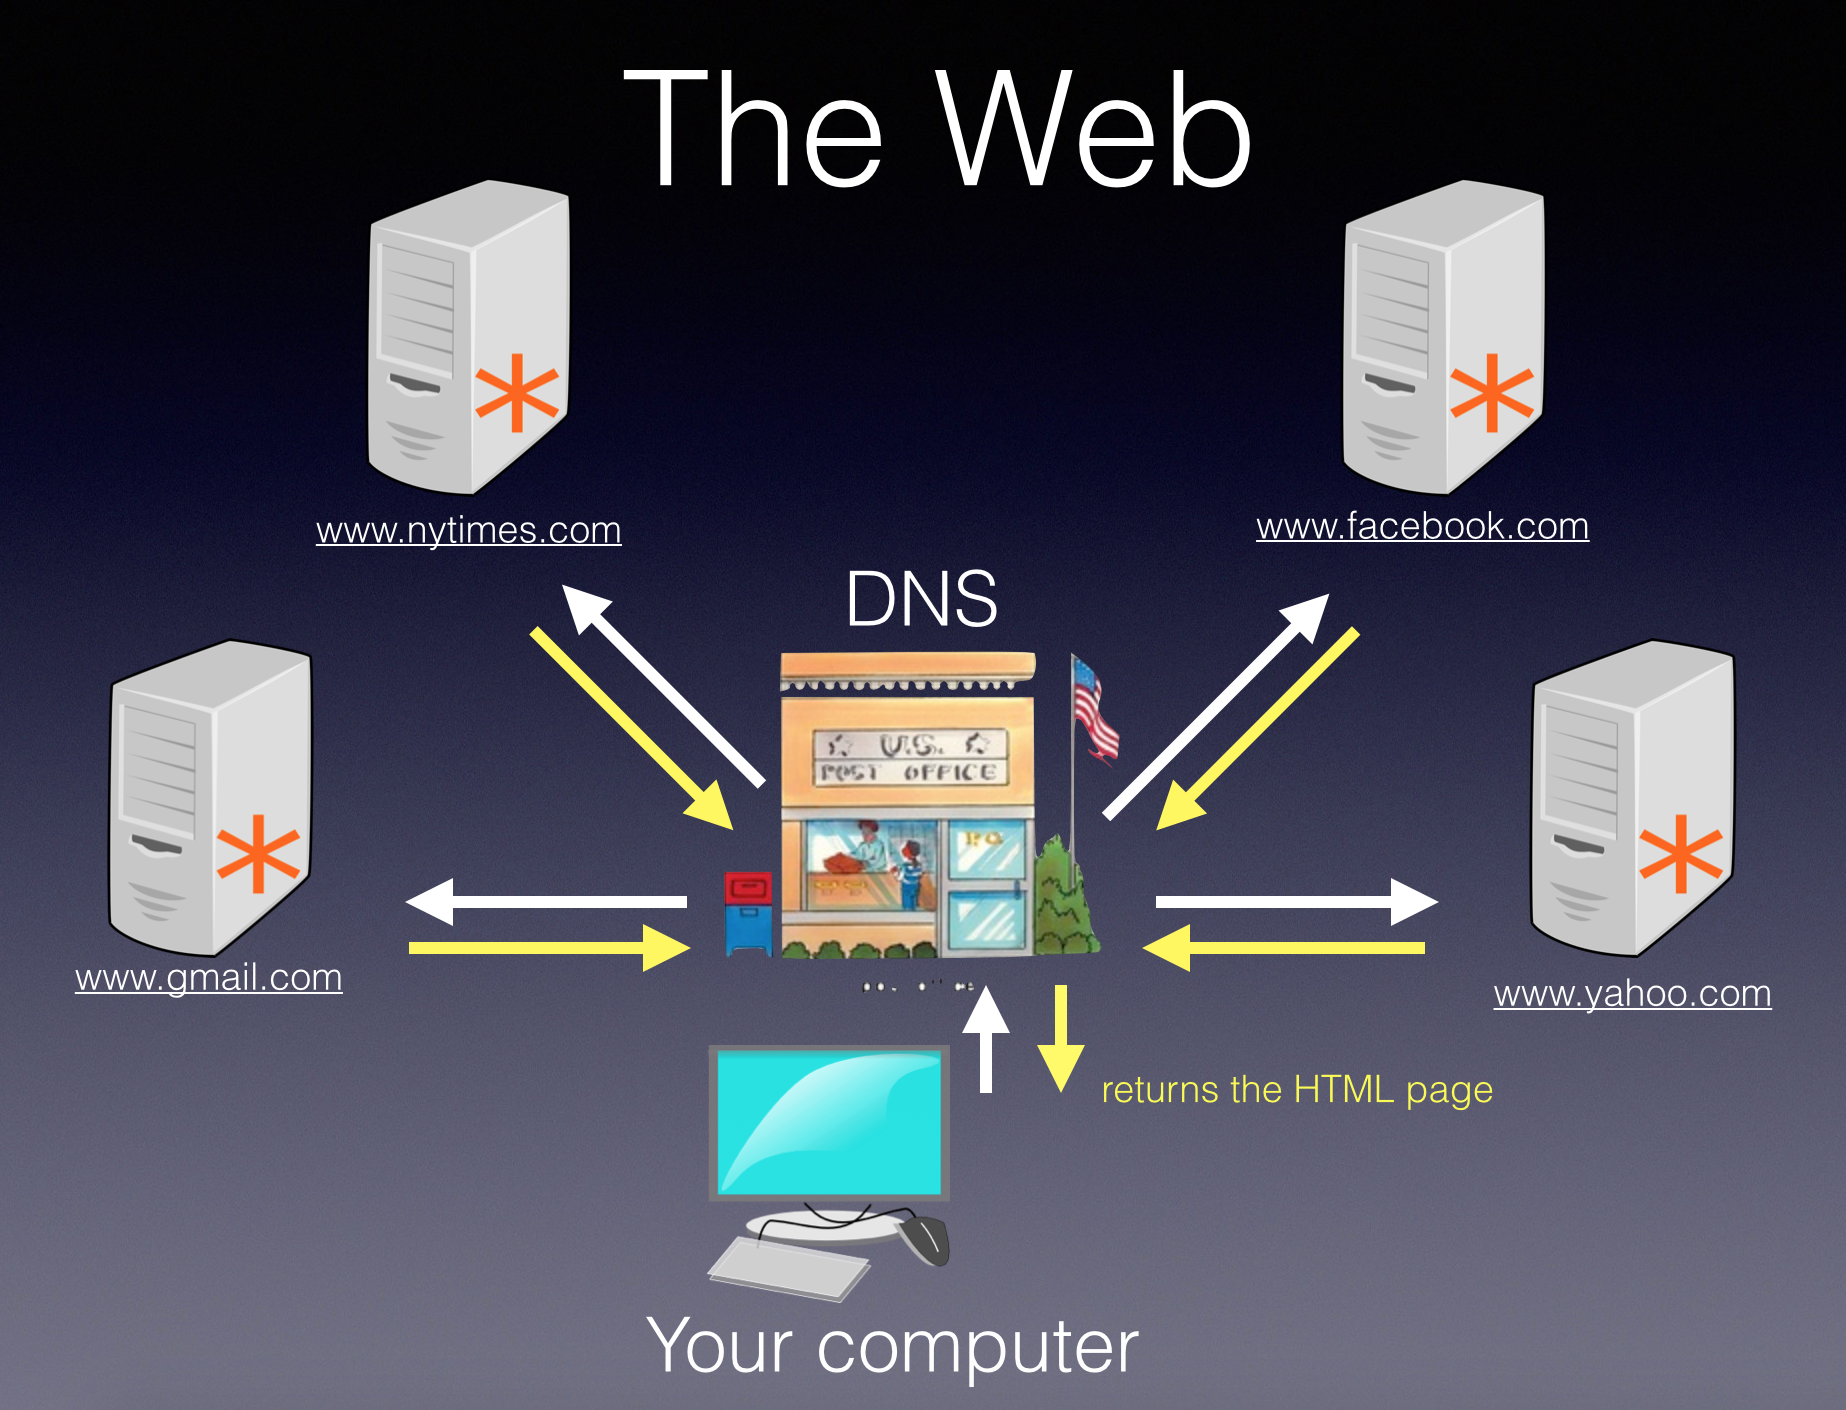 The Web
www.nytimes.com
www.facebook.com
DNS
U.S.
POST OFFICE
P.O.
www.gmail.com
www.yahoo.com
returns the HTML page
Your computer